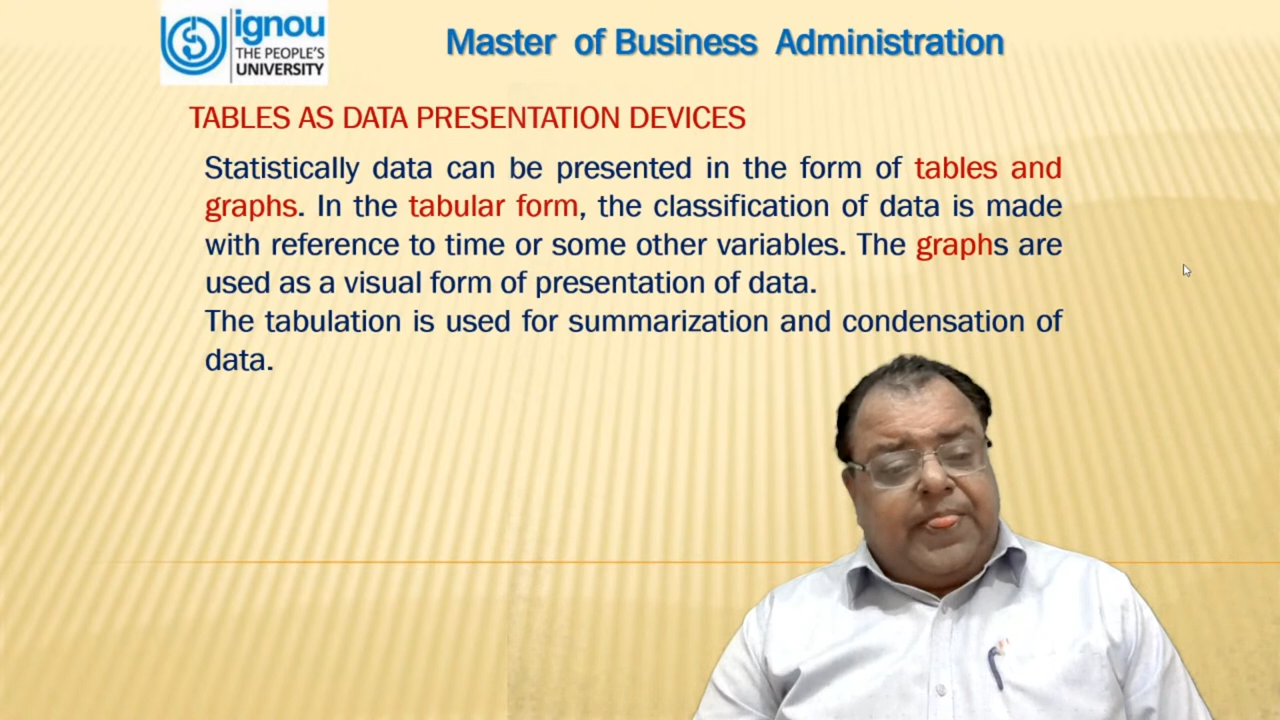 ignou
THE PEOPLE'S
UNIVERSITY
Master of Business Administration
TABLES AS DATA PRESENTATION DEVICES
Statistically data can be presented in the form of tables and
graphs. In the tabular form, the classification of data is made
with reference to time or some other variables. The graphs are
used as a visual form of presentation of data.
The tabulation is used for summarization and condensation of
data.